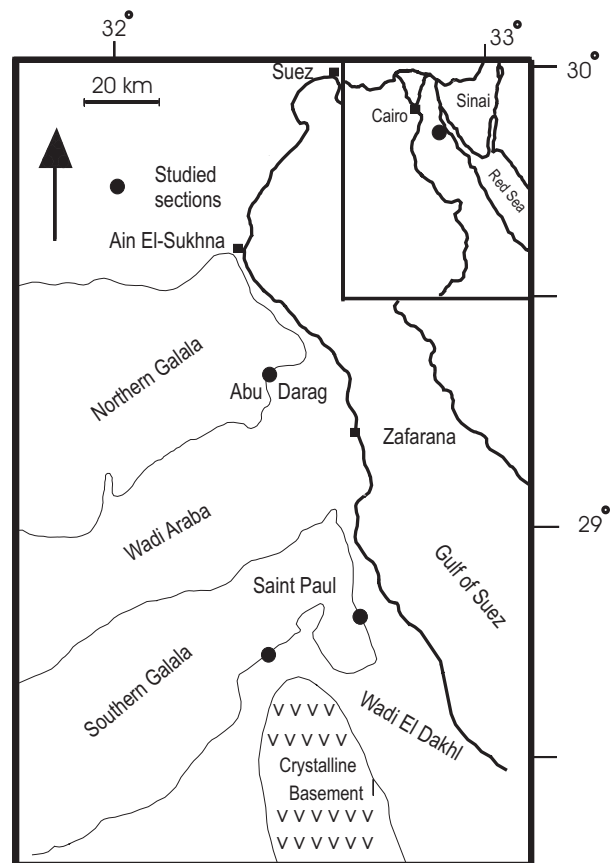 32°
33°
30°
Suez
20 km
Cairo
Sinai
Red Sea
Studied
sections
Ain El-Sukhna
Northern Galala
Abu Darag
Zafarana
29°
Wadi Araba
Gulf of Suez
Saint Paul
Southern Galala
Wadi El Dakhl
V V V V
V V V V V
Crystalline
Basement
V V V V V V
V V V V V V